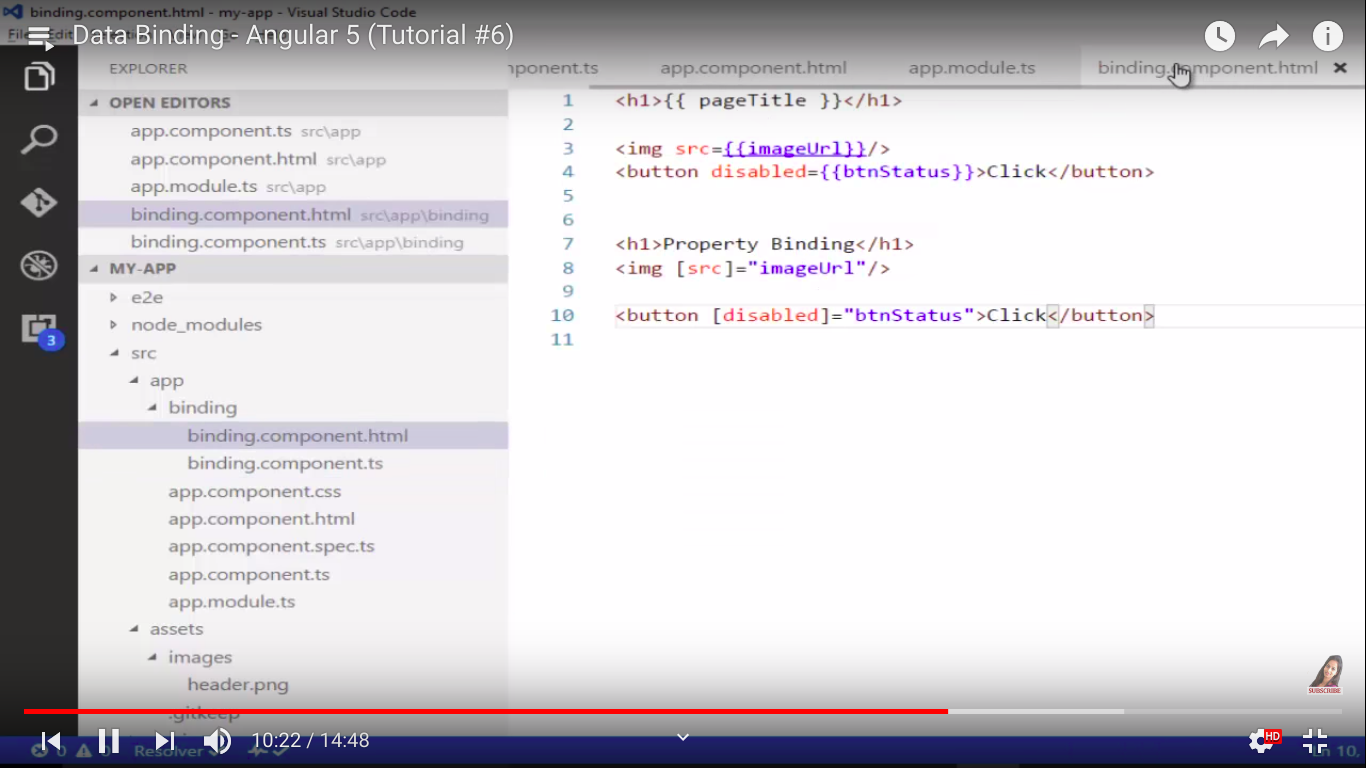 binding.component.html - my-app - Visual Studio Code
Data Binding - Angular 5 (Tutorial #6)
EXPLORER
ponent.ts
app.component.html
app.module.ts
binding.component.html
OPEN EDITORS
app.component.ts src\app
app.component.html src\app
app.module.ts src\app
binding.component.html src\app\binding
binding.component.ts src\app\binding
MY-APP
e2e
node_modules
src
app
binding
binding.component.html
binding.component.ts
app.component.css
app.component.html
app.component.spec.ts
app.component.ts
app.module.ts
assets
images
header.png
.gitkeep
3
1 <h1>{{ pageTitle }}</h1>
2
3 <img src={{imageUrl}}/>
4 <button disabled={{btnStatus}}>Click</button>
5
6
7 <h1>Property Binding</h1>
8 <img [src]="imageUrl"/>
9
10 <button [disabled]="btnStatus">Click</button>
11
SUBSCRIBE
10:22 / 14:48
HD
0
Resolver
Ln 10,